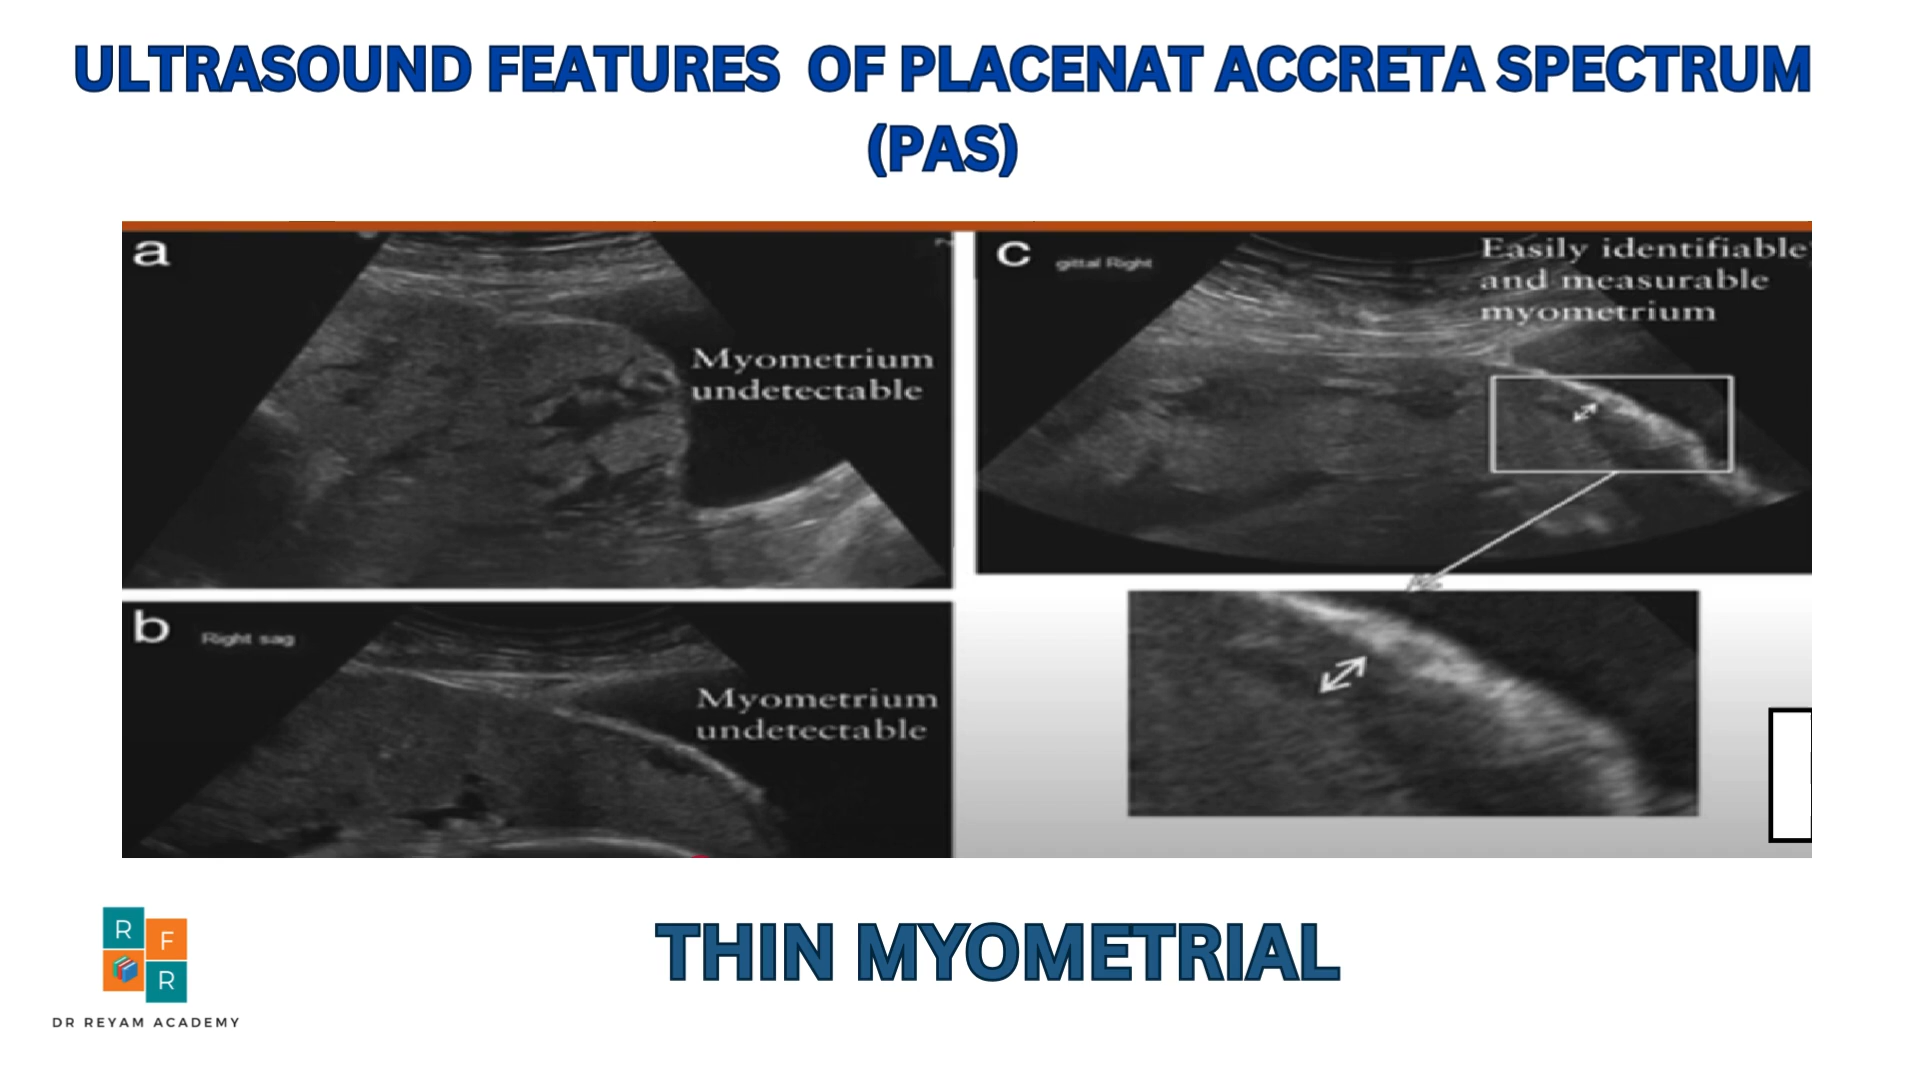 ULTRASOUND FEATURES OF PLACENAT ACCRETA SPECTRUM
(PAS)
a
Myometrium
undetectable
b
Right sag
Myometrium
undetectable
c
gittal Right
Easily identifiable
and measurable
myometrium
R
F
R
DR REYAM ACADEMY
THIN MYOMETRIAL